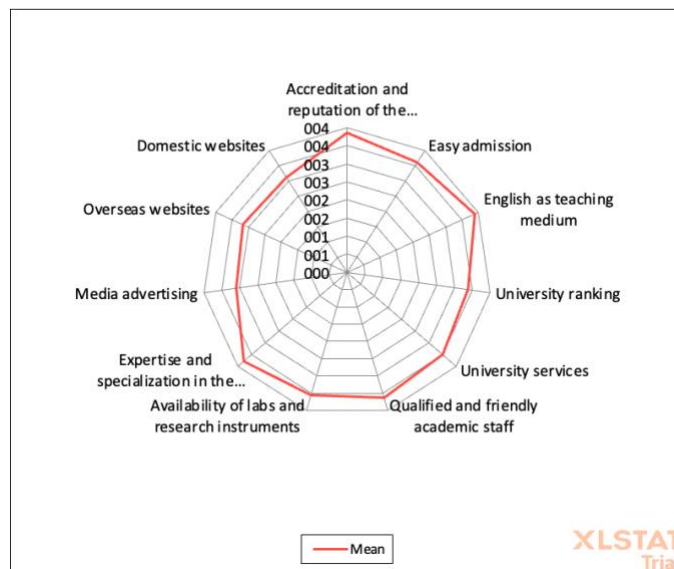 Accreditation and
reputation of the...
Easy admission
English as teaching
medium
University ranking
University services
Qualified and friendly
academic staff
Availability of labs and
research instruments
Expertise and
specialization in the...
Media advertising
Overseas websites
Domestic websites
004
004
003
003
002
002
001
001
000
Mean
XLSTAT
Tria